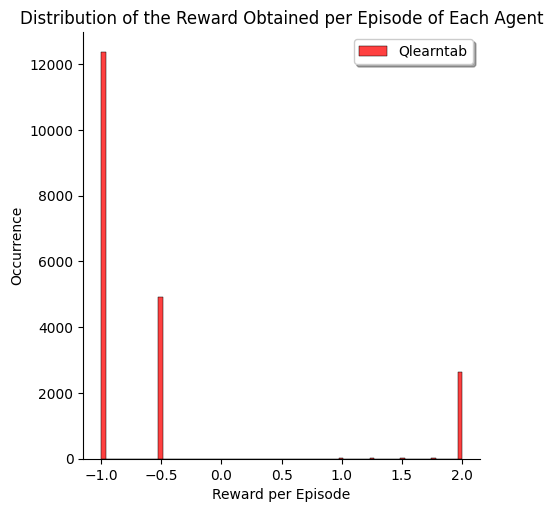 Distribution of the Reward Obtained per Episode of Each Agent
Qlearntab
12000
10000
8000
6000
4000
2000
0
Occurrence
−1.0 −0.5 0.0 0.5 1.0 1.5 2.0
Reward per Episode